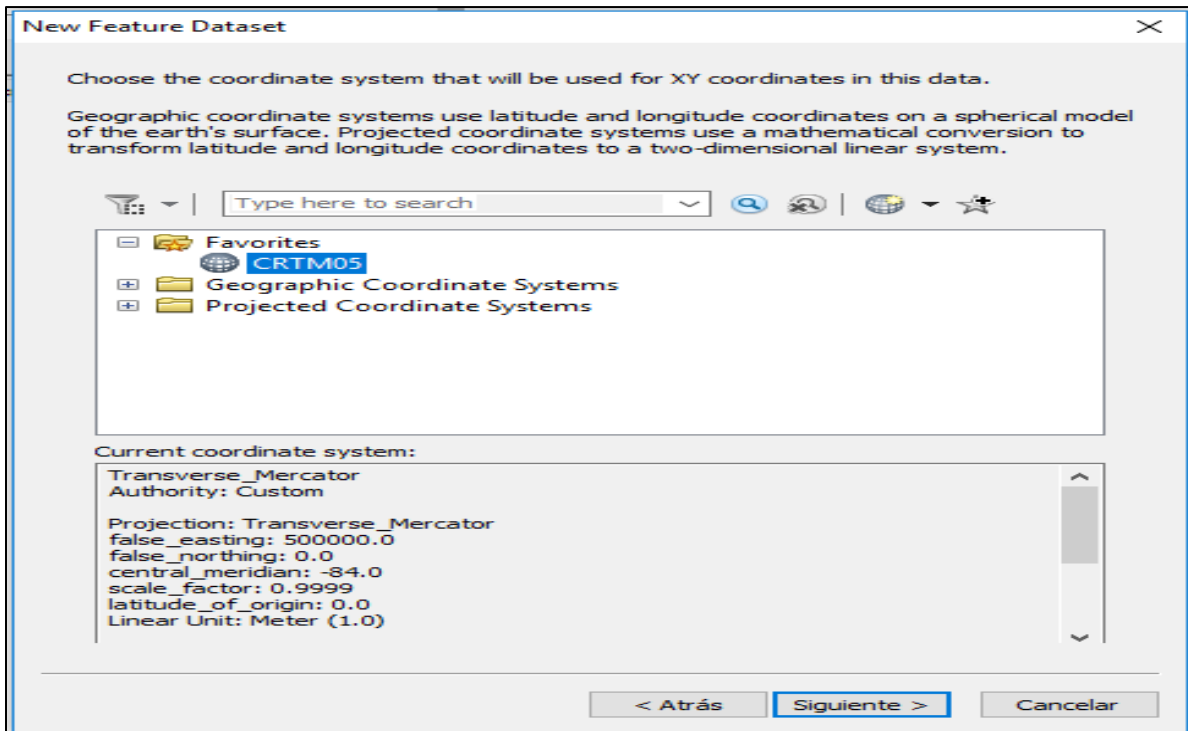 New Feature Dataset
Choose the coordinate system that will be used for XY coordinates in this data.
Geographic coordinate systems use latitude and longitude coordinates on a spherical model
of the earth's surface. Projected coordinate systems use a mathematical conversion to
transform latitude and longitude coordinates to a two-dimensional linear system.
Type here to search
Favorites
CRTM05
Geographic Coordinate Systems
Projected Coordinate Systems
Current coordinate system:
Transverse_Mercator
Authority: Custom
Projection: Transverse_Mercator
false_easting: 500000.0
false_northing: 0.0
central_meridian: -84.0
scale_factor: 0.9999
latitude_of_origin: 0.0
Linear Unit: Meter (1.0)
< Atrás Siguiente > Cancelar